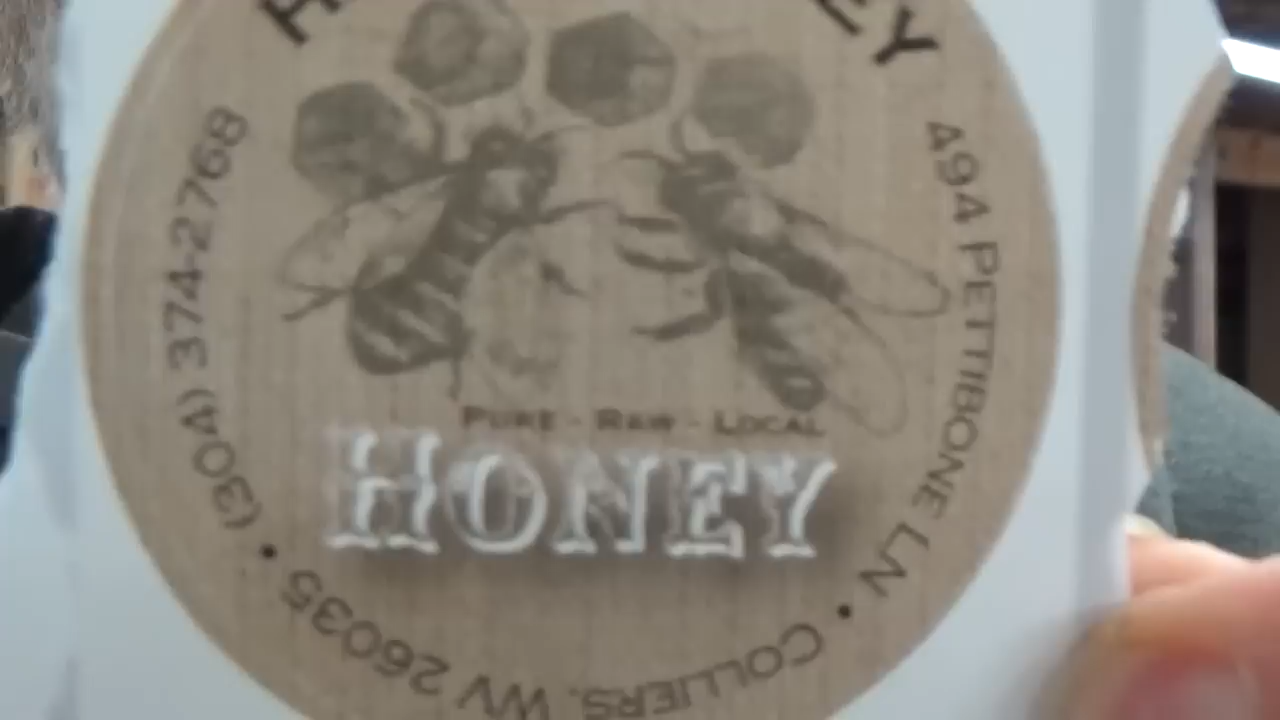 PURE - RAW - LOCAL
HONEY
494 PETTIBONE LN • COLLIERS, WV 26035 • (304) 374-2768